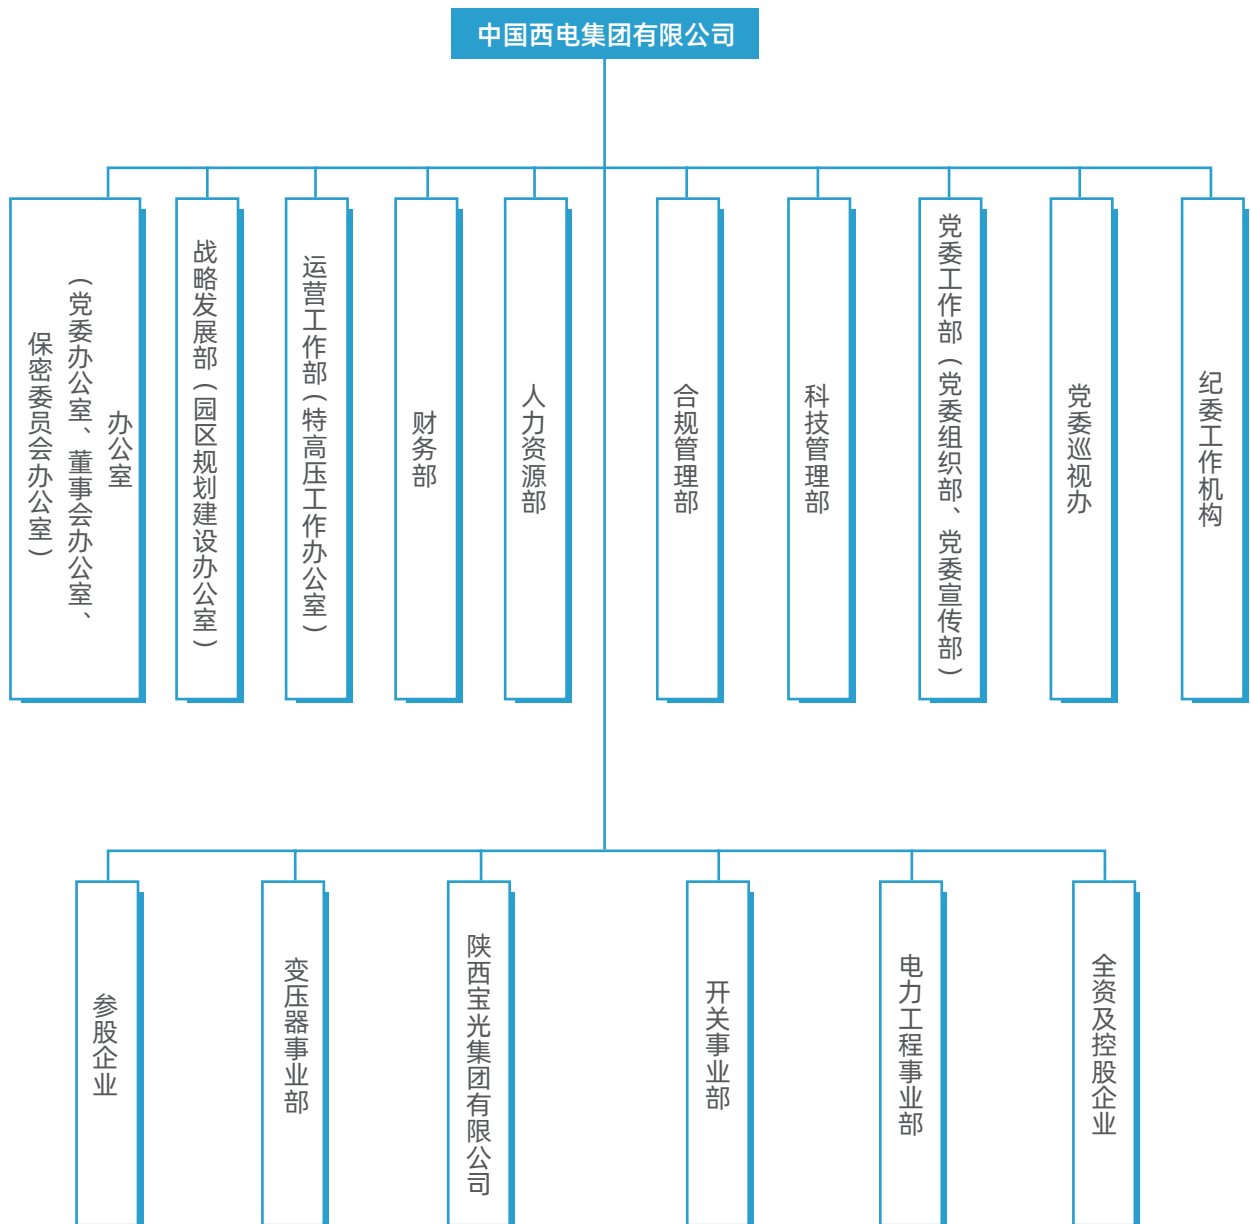 中国西电集团有限公司
办公室
（党委办公室、董事会办公室、
保密委员会办公室）
战略发展部（园区规划建设办公室）
运营工作部（特高压工作办公室）
财务部
人力资源部
合规管理部
科技管理部
党委工作部（党委组织部、党委宣传部）
党委巡视办
纪委工作机构
参股企业
变压器事业部
陕西宝光集团有限公司
开关事业部
电力工程事业部
全资及控股企业